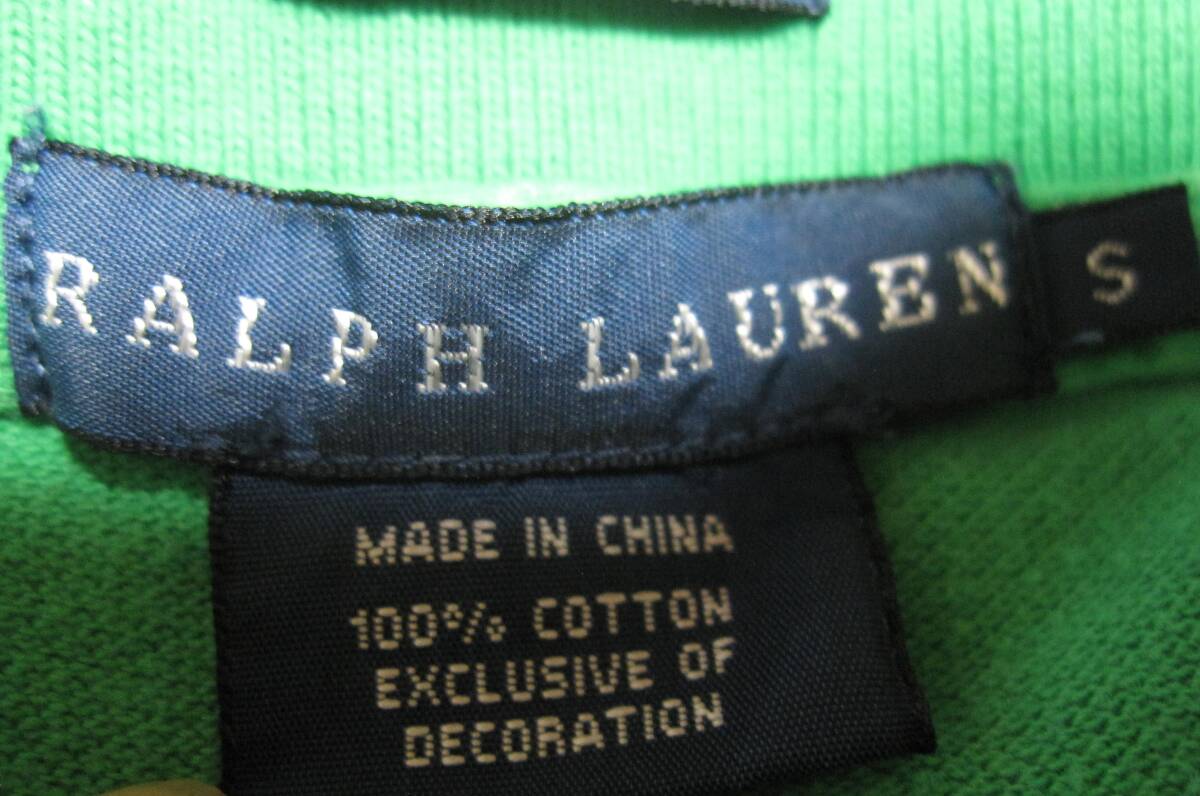 RALPH LAUREN
S
MADE IN CHINA
100% COTTON
EXCLUSIVE OF
DECORATION